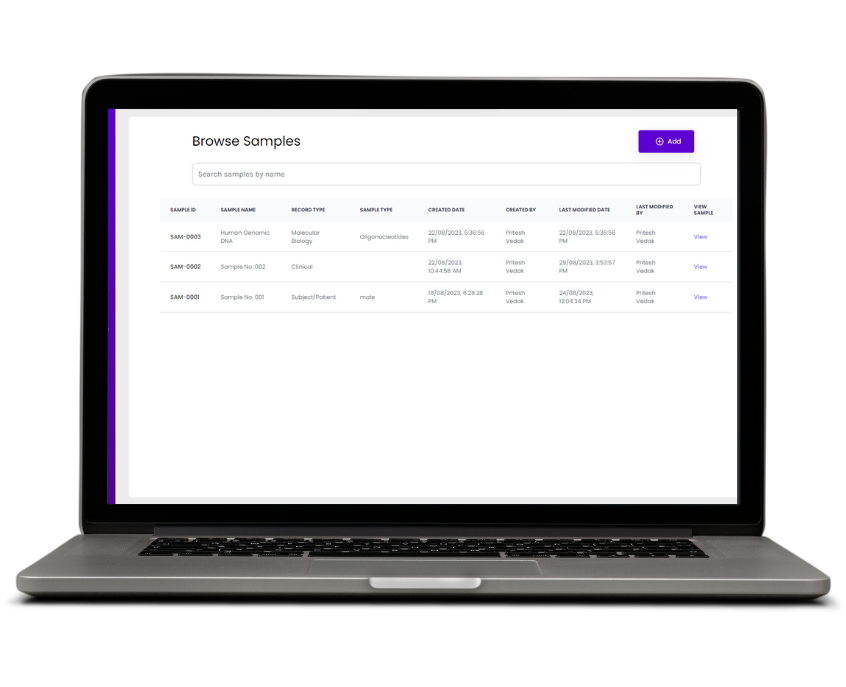 Browse Samples
Add
Search samples by name
SAMPLE ID SAMPLE NAME RECORD TYPE SAMPLE TYPE CREATED DATE CREATED BY LAST MODIFIED DATE LAST MODIFIED BY VIEW SAMPLE
SAM-0003 Human Genomic DNA Molecular Biology Oligonucleotides 22/08/2023, 5:36:56 PM Pritesh Vedak 22/08/2023, 5:36:56 PM Pritesh Vedak View
SAM-0002 Sample No. 002 Clinical 22/08/2023, 10:44:58 AM Pritesh Vedak 29/08/2023, 3:53:57 PM Pritesh Vedak View
SAM-0001 Sample No. 001 Subject/Patient male 18/08/2023, 6:28:28 PM Pritesh Vedak 24/08/2023, 12:04:34 PM Pritesh Vedak View